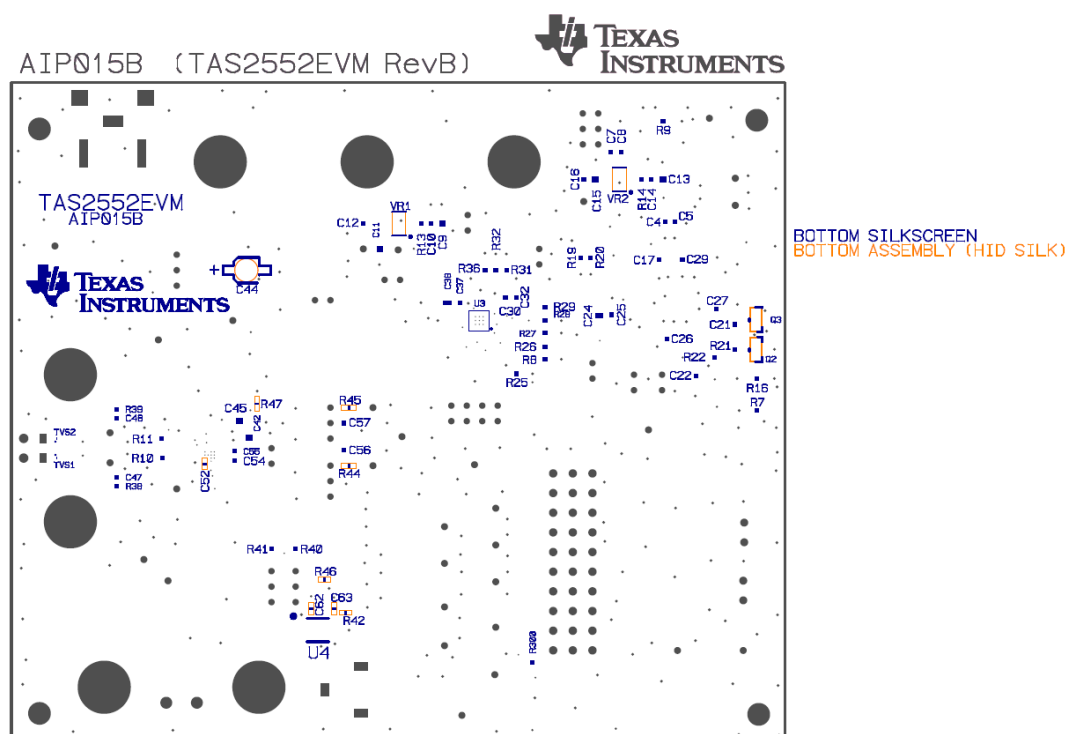 AIP015B (TAS2552EVM RevB)
TEXAS
INSTRUMENTS
R9
C7
C8
C16
C15
VR2
R14
C14
C13
TAS2552EVM
AIP015B
VR1
C12
C11
R13
C10
C9
C4
C5
R32
BOTTOM SILKSCREEN
BOTTOM ASSEMBLY (HID SILK)
R19
R20
C17
C29
+
C44
R36
R31
TEXAS
INSTRUMENTS
C38
C37
C32
C30
U3
R29
R28
C24
C25
C27
C21
Q3
R27
R26
R8
C26
R21
R22
Q2
R25
C22
R16
R7
R39
C48
C45
C42
R47
R45
C57
TVS2
R11
TVS1
R10
C54
C56
R44
C52
C47
R38
R41
R40
R46
C62
C63
R42
U4
R300